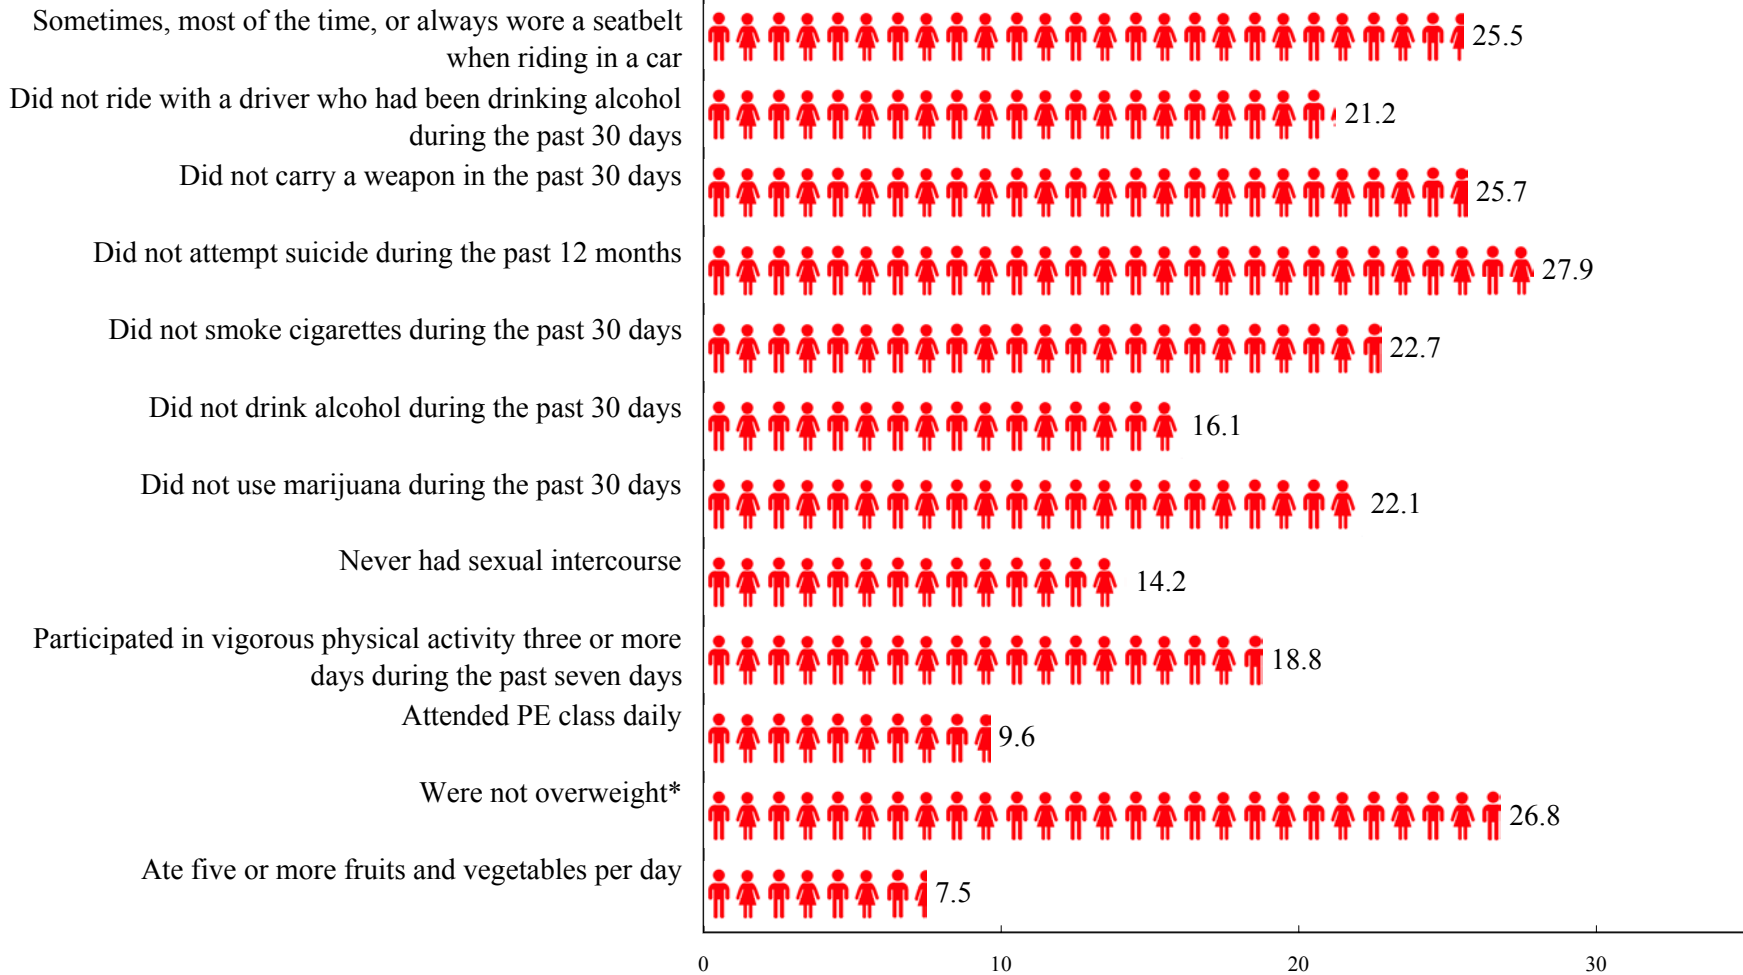 Sometimes, most of the time, or always wore a seatbelt
when riding in a car
25.5
Did not ride with a driver who had been drinking alcohol
during the past 30 days
21.2
Did not carry a weapon in the past 30 days
25.7
Did not attempt suicide during the past 12 months
27.9
Did not smoke cigarettes during the past 30 days
22.7
Did not drink alcohol during the past 30 days
16.1
Did not use marijuana during the past 30 days
22.1
Never had sexual intercourse
14.2
Participated in vigorous physical activity three or more
days during the past seven days
18.8
Attended PE class daily
9.6
Were not overweight*
26.8
Ate five or more fruits and vegetables per day
7.5
0 10 20 30